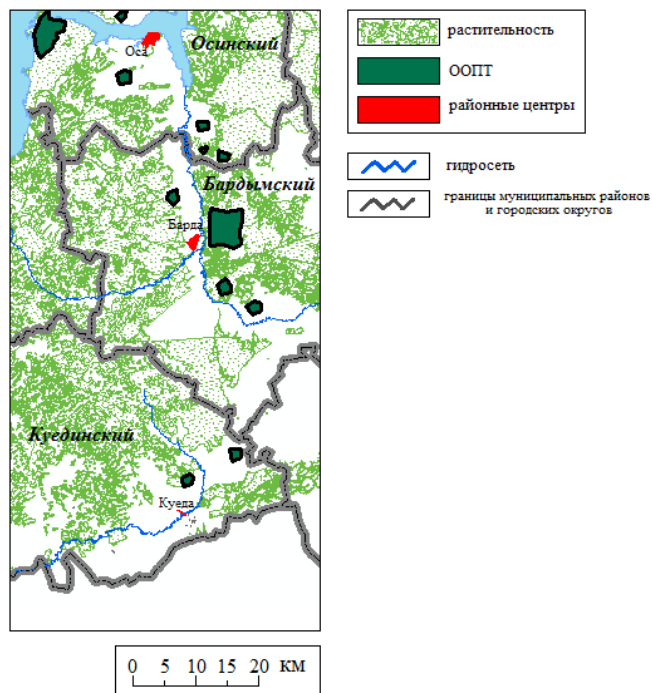 Оса
Осинский
Бардымский
Барда
Куединский
Куеда
растительность
ООПТ
районные центры
гидросеть
границы муниципальных районов
и городских округов
0 5 10 15 20 км